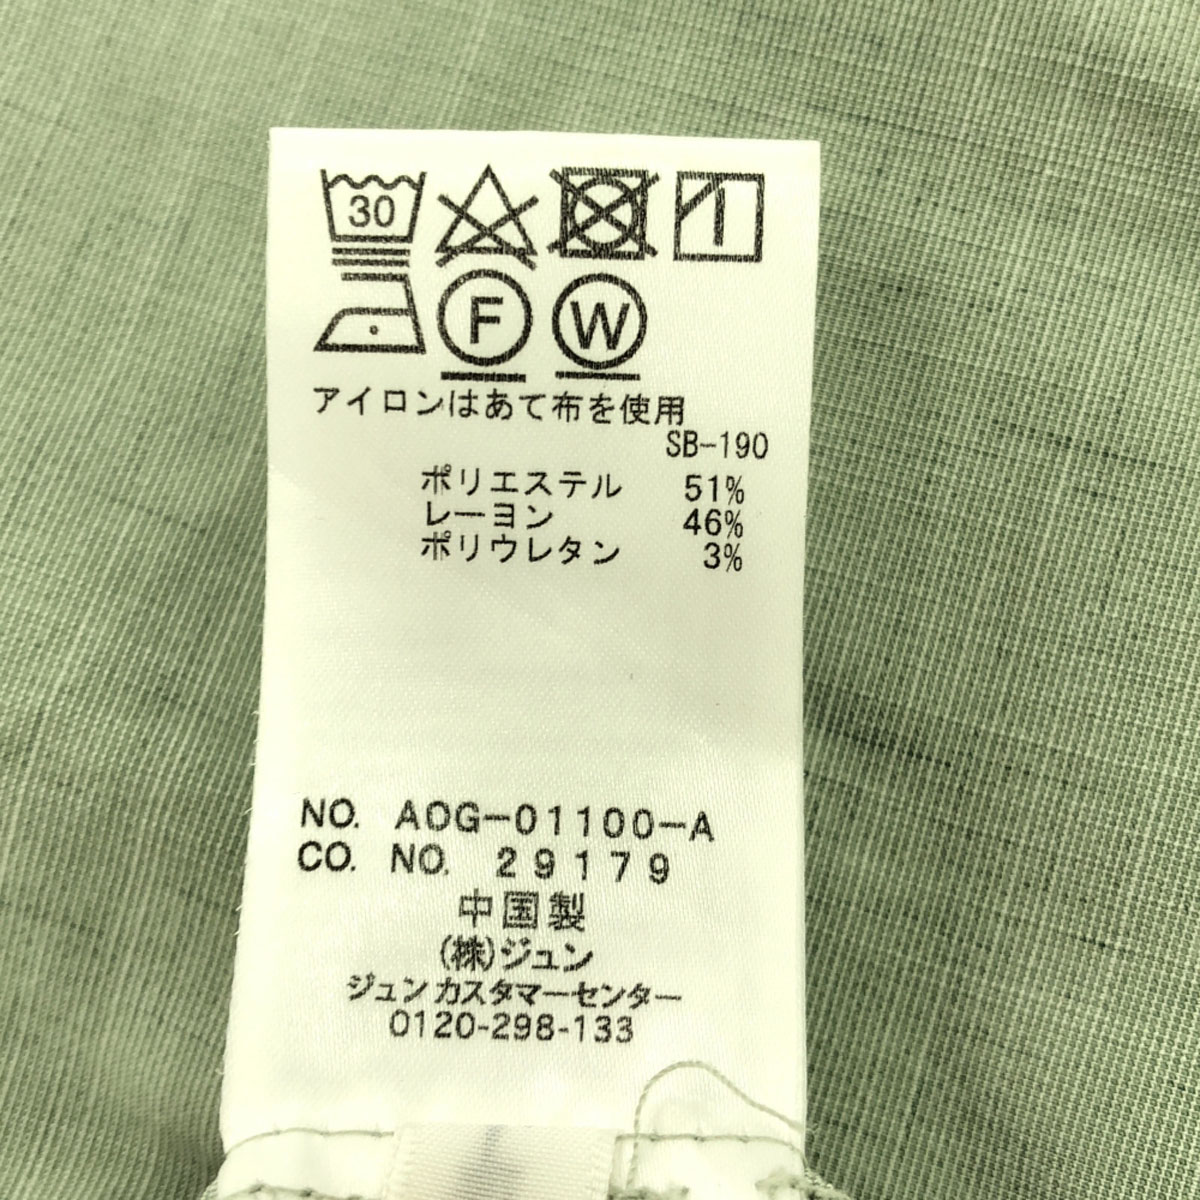 30
F W
アイロンはあて布を使用
SB-190
ポリエステル 51%
レーヨン 46%
ポリウレタン 3%
NO. AOG-01100-A
CO. NO. 29179
中国製
(株)ジュン
ジュンカスタマーセンター
0120-298-133